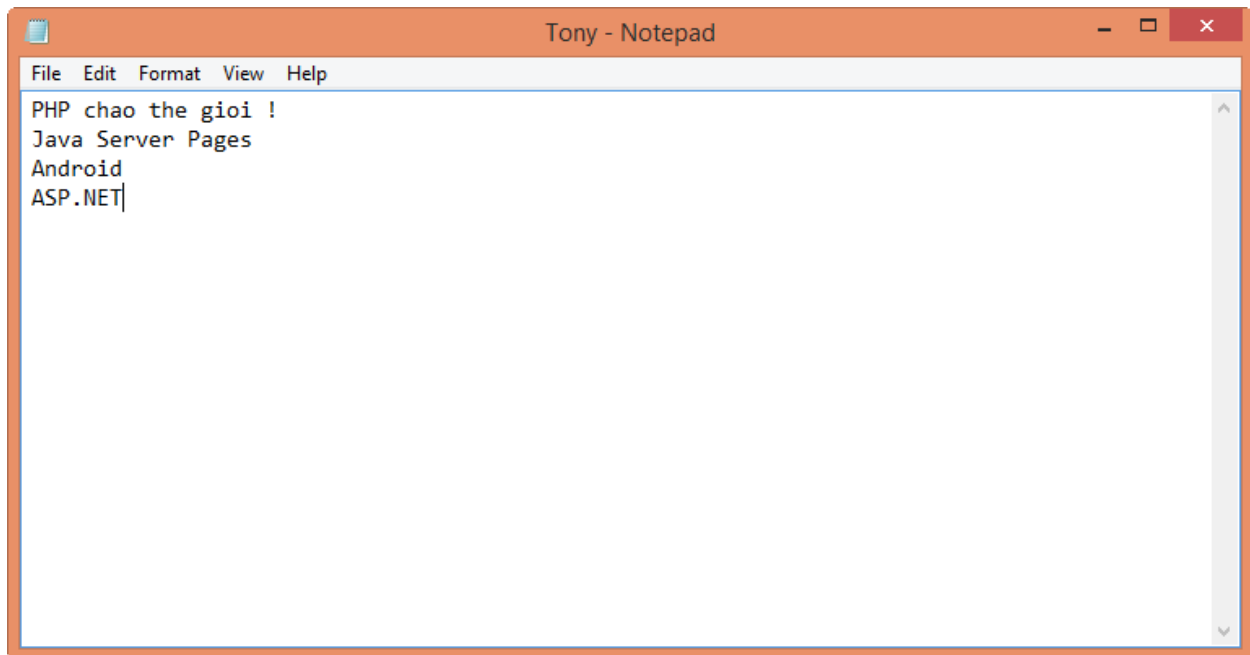 Tony - Notepad
File Edit Format View Help
PHP chao the gioi !
Java Server Pages
Android
ASP.NET